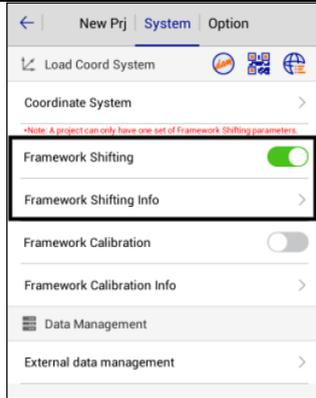 New Prj System Option
Load Coord System
Coordinate System
*Note: A project can only have one set of Framework Shifting parameters.
Framework Shifting
Framework Shifting Info
Framework Calibration
Framework Calibration Info
Data Management
External data management